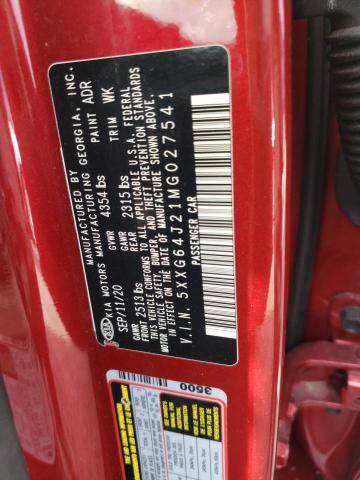 MANUFACTURED BY
KIA KIA MOTORS MANUFACTURING GEORGIA, INC.
SEP/11/20 GVWR 4354 lbs PAINT ADR
GAWR FRONT 2513 lbs GAWR REAR 2315 lbs TRIM WK
THIS VEHICLE CONFORMS TO ALL APPLICABLE U.S.A. FEDERAL
MOTOR VEHICLE SAFETY, BUMPER, AND THEFT PREVENTION STANDARDS
IN EFFECT ON THE DATE OF MANUFACTURE SHOWN ABOVE.
V.I.N. 5XXG64J21MG027541
PASSENGER CAR
3500